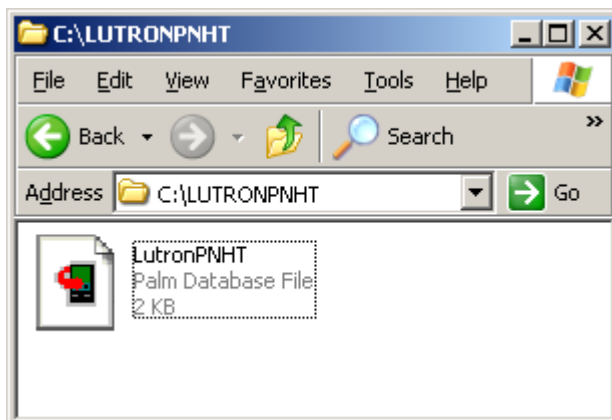 C:\LUTRONPNHT
File Edit View Favorites Tools Help
Back Search »
Address C:\LUTRONPNHT Go
LutronPNHT
Palm Database File
2 KB